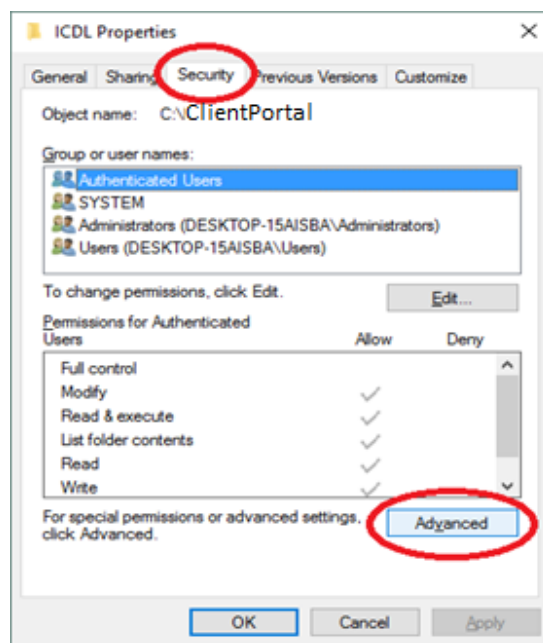 ICDL Properties
General Sharing Security Previous Versions Customize
Object name: C:\ClientPortal
Group or user names:
Authenticated Users
SYSTEM
Administrators (DESKTOP-15AISBA\Administrators)
Users (DESKTOP-15AISBA\Users)
To change permissions, click Edit. Edit...
Permissions for Authenticated
Users Allow Deny
Full control
Modify
Read & execute
List folder contents
Read
Write
For special permissions or advanced settings, Advanced
click Advanced.
OK Cancel Apply